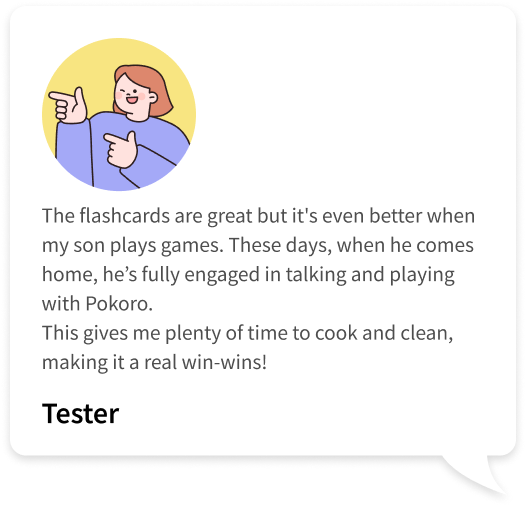 The flashcards are great but it's even better when
my son plays games. These days, when he comes
home, he’s fully engaged in talking and playing
with Pokoro.
This gives me plenty of time to cook and clean,
making it a real win-wins!
Tester